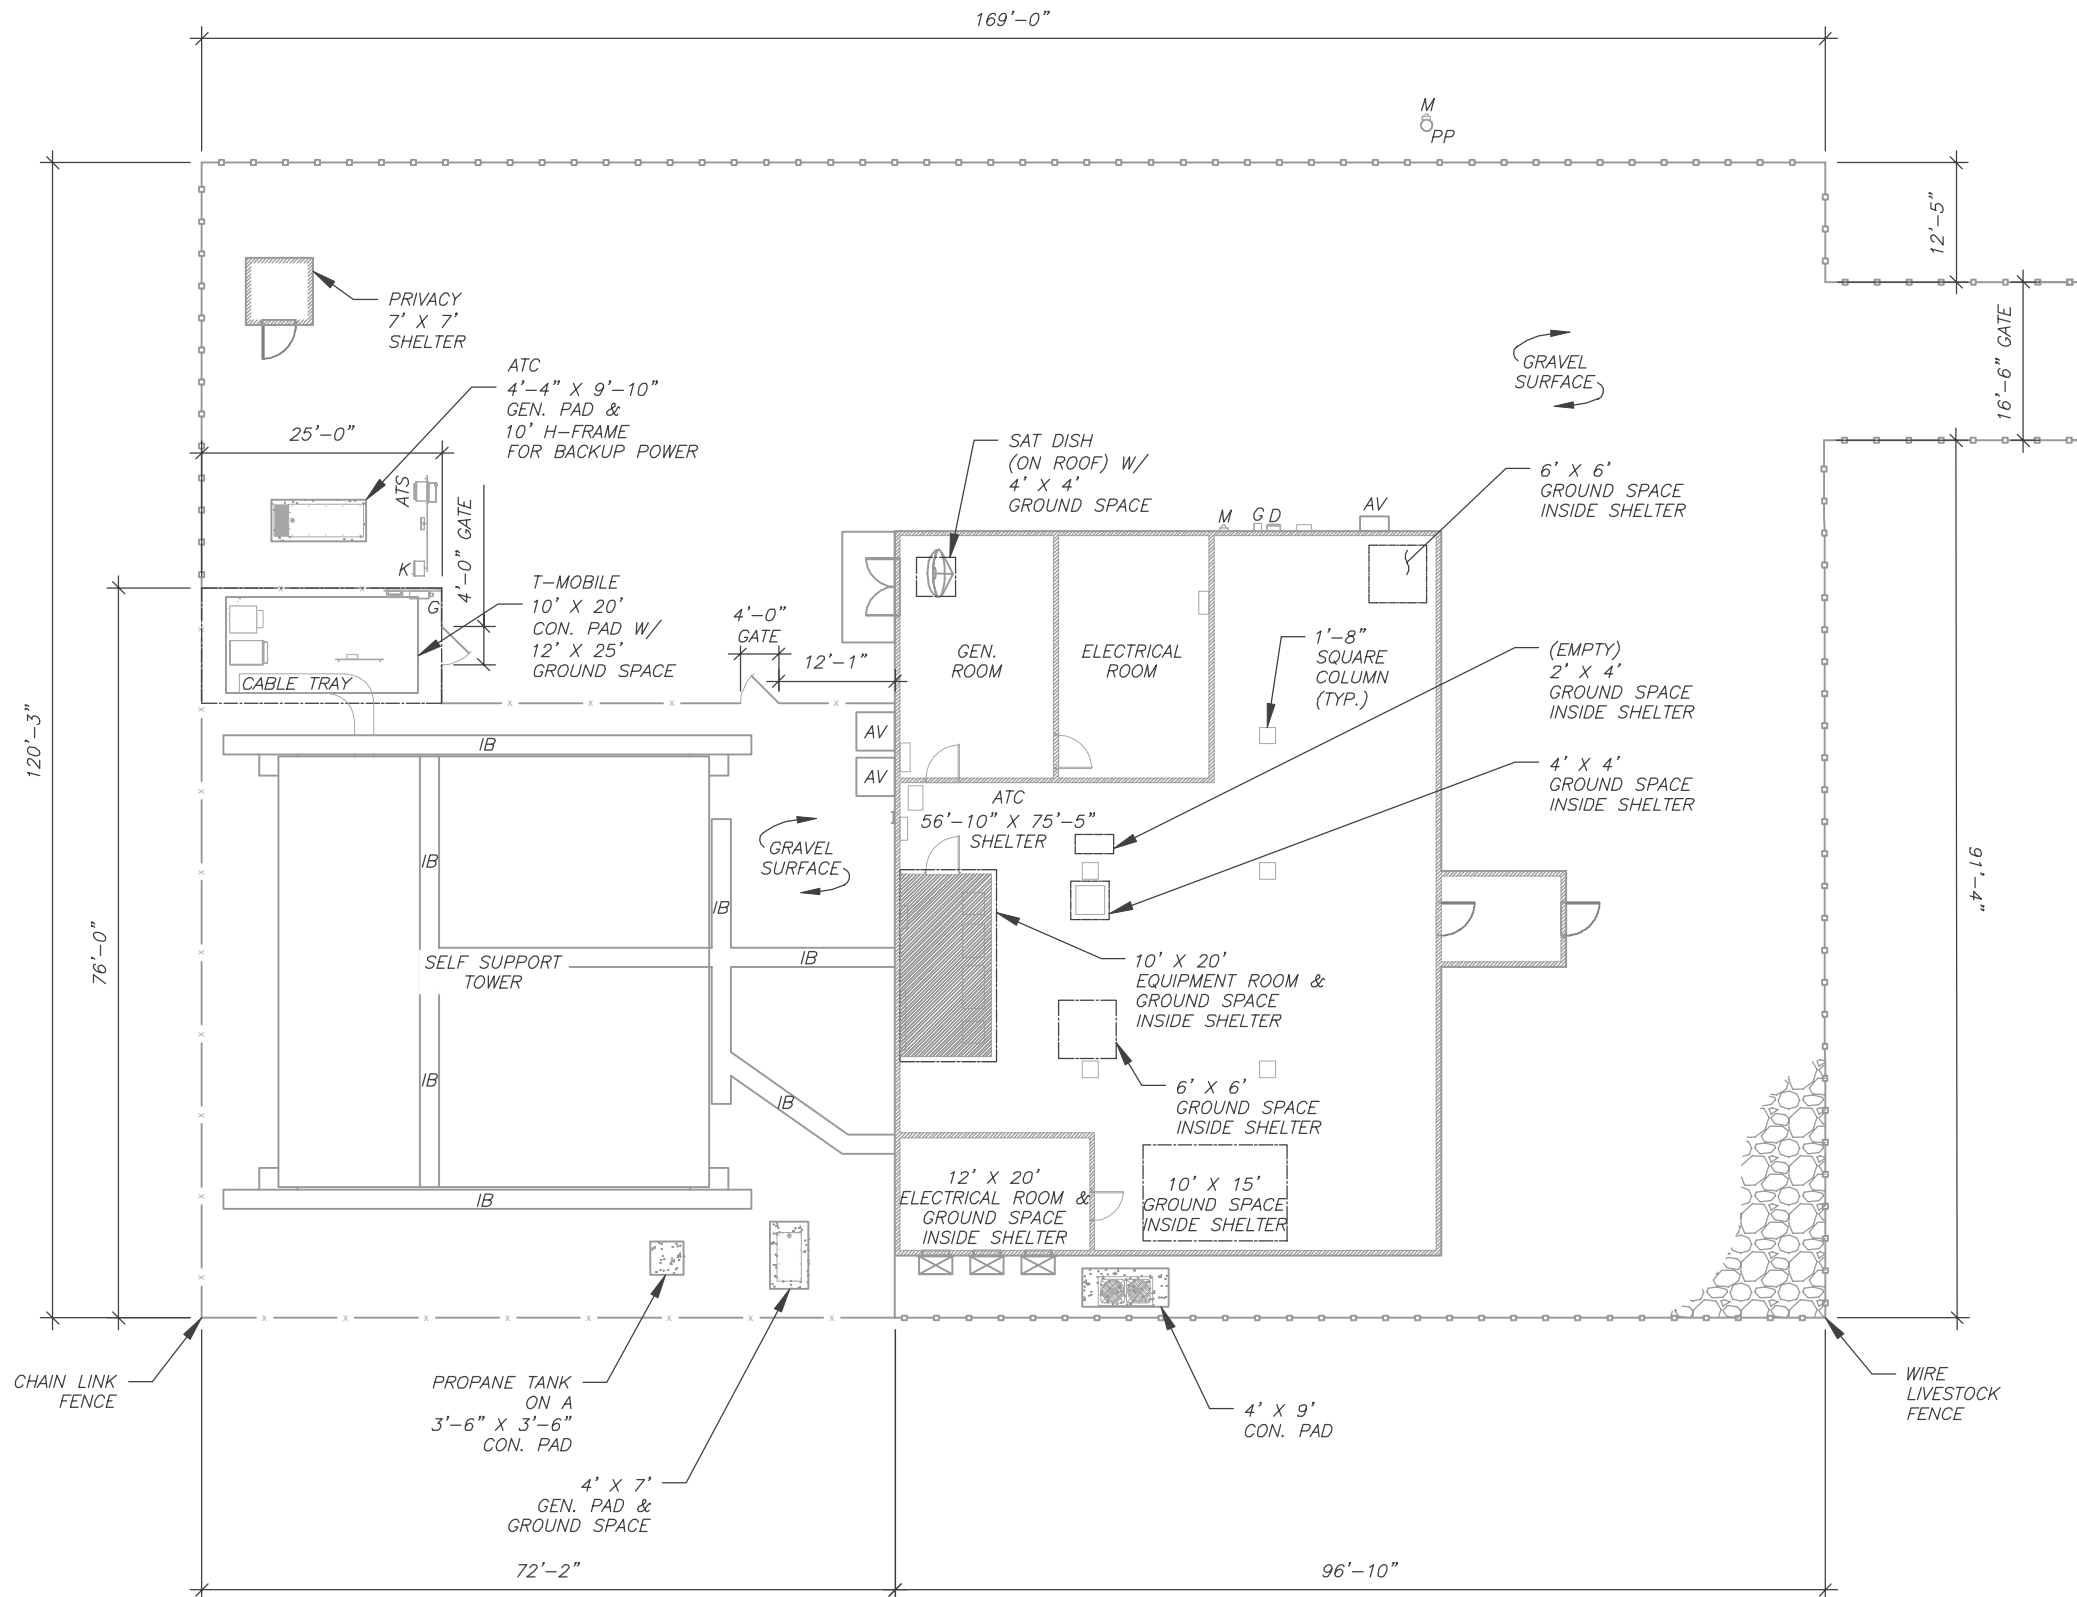 169'-0"
M
PP
12'-5"
PRIVACY
7' X 7'
SHELTER
16'-6" GATE
GRAVEL
SURFACE
ATC
4'-4" X 9'-10"
GEN. PAD &
10' H-FRAME
FOR BACKUP POWER
25'-0"
ATS
K
4'-0" GATE
SAT DISH
(ON ROOF) W/
4' X 4'
GROUND SPACE
M
G
D
AV
6' X 6'
GROUND SPACE
INSIDE SHELTER
T-MOBILE
10' X 20'
CON. PAD W/
12' X 25'
GROUND SPACE
G
CABLE TRAY
4'-0"
GATE
12'-1"
GEN.
ROOM
ELECTRICAL
ROOM
1'-8"
SQUARE
COLUMN
(TYP.)
(EMPTY)
2' X 4'
GROUND SPACE
INSIDE SHELTER
120'-3"
IB
AV
AV
4' X 4'
GROUND SPACE
INSIDE SHELTER
ATC
56'-10" X 75'-5"
SHELTER
GRAVEL
SURFACE
IB
IB
91'-4"
76'-0"
SELF SUPPORT
TOWER
IB
10' X 20'
EQUIPMENT ROOM &
GROUND SPACE
INSIDE SHELTER
IB
IB
6' X 6'
GROUND SPACE
INSIDE SHELTER
12' X 20'
ELECTRICAL ROOM &
GROUND SPACE
INSIDE SHELTER
10' X 15'
GROUND SPACE
INSIDE SHELTER
IB
CHAIN LINK
FENCE
PROPANE TANK
ON A
3'-6" X 3'-6"
CON. PAD
4' X 9'
CON. PAD
WIRE
LIVESTOCK
FENCE
4' X 7'
GEN. PAD &
GROUND SPACE
72'-2"
96'-10"